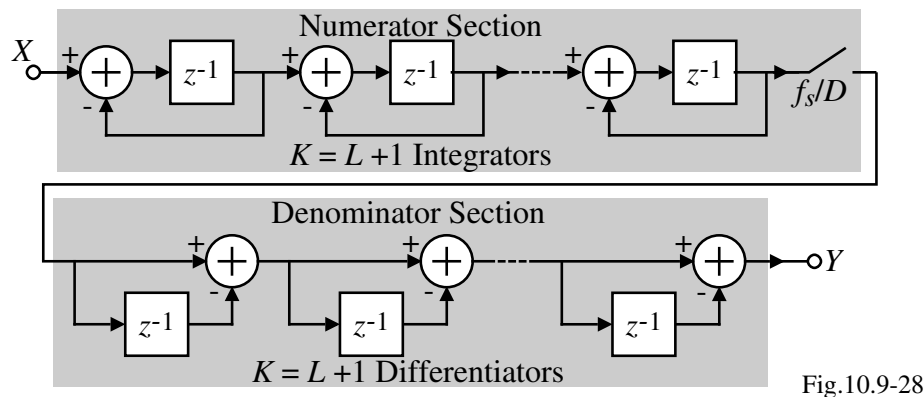 Numerator Section
X + + - z-1 + + - z-1 + + - z-1 fs/D
K = L +1 Integrators
Denominator Section
+ + - z-1 + + - z-1 + + - z-1 Y
K = L +1 Differentiators
Fig.10.9-28